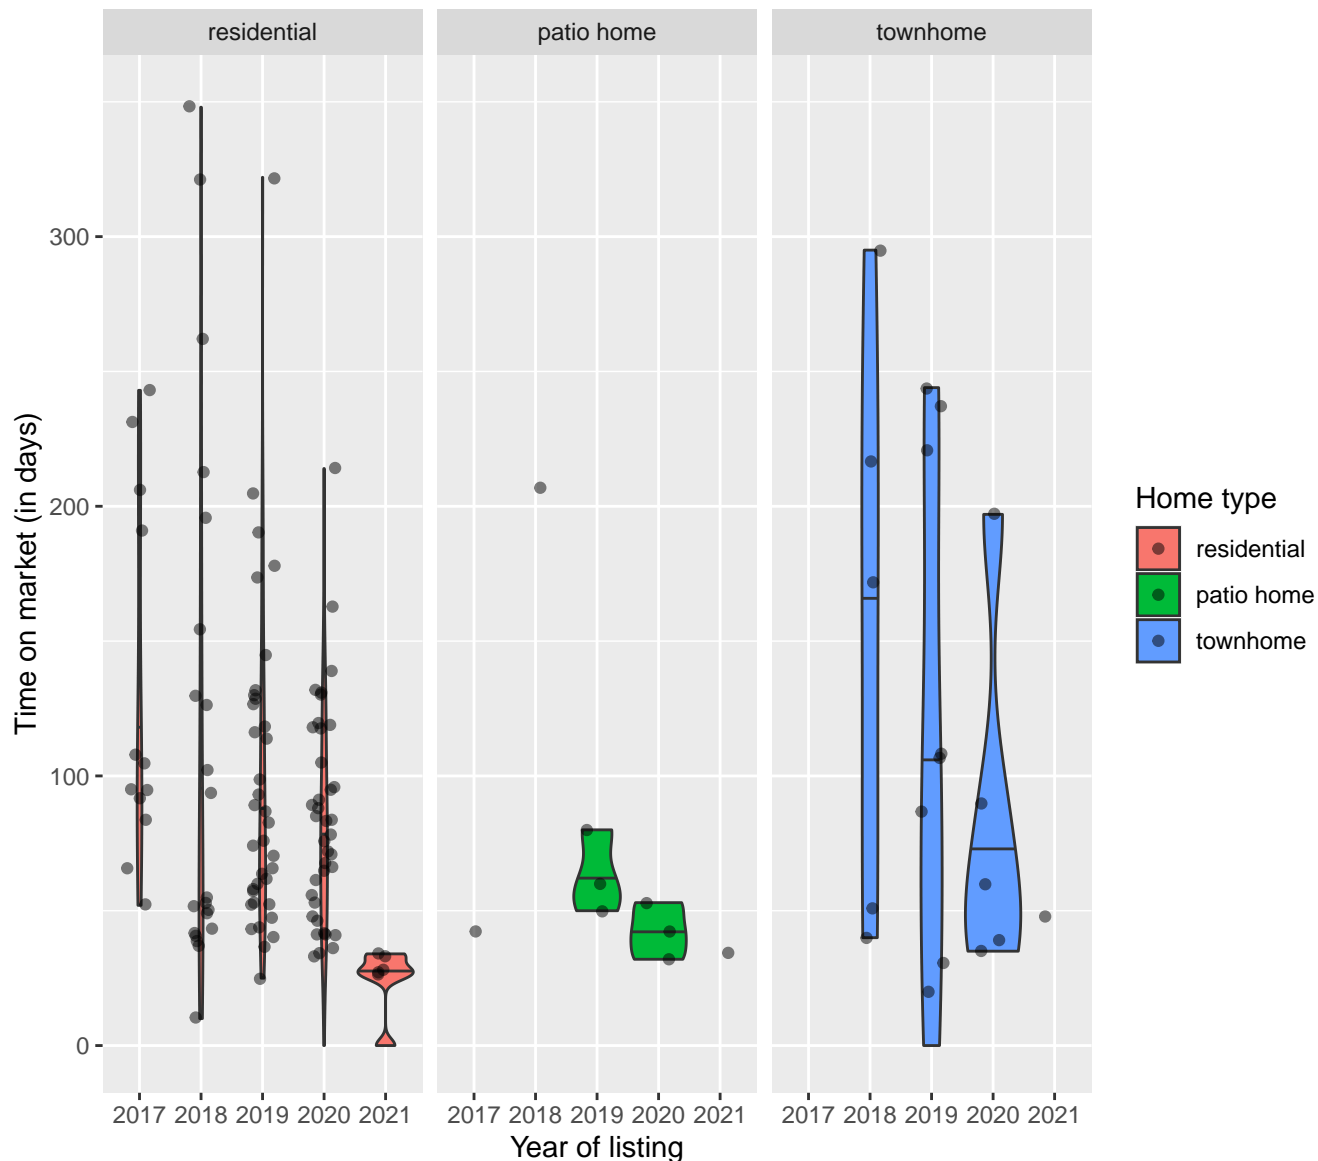 residential patio home townhome
Time on market (in days)
300
200
100
0
2017 2018 2019 2020 2021 2017 2018 2019 2020 2021 2017 2018 2019 2020 2021
Year of listing
Home type
residential
patio home
townhome